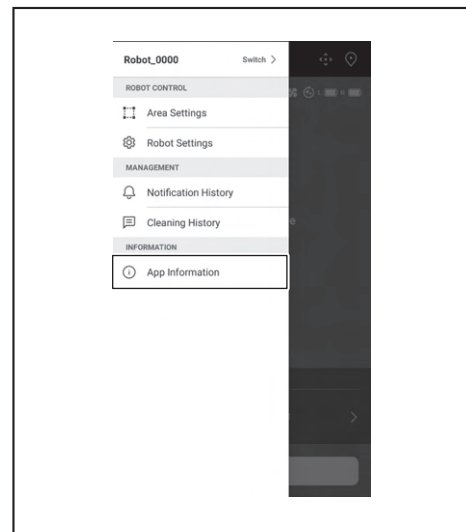 Robot_0000
Switch >
ROBOT CONTROL
Area Settings
Robot Settings
MANAGEMENT
Notification History
Cleaning History
INFORMATION
App Information